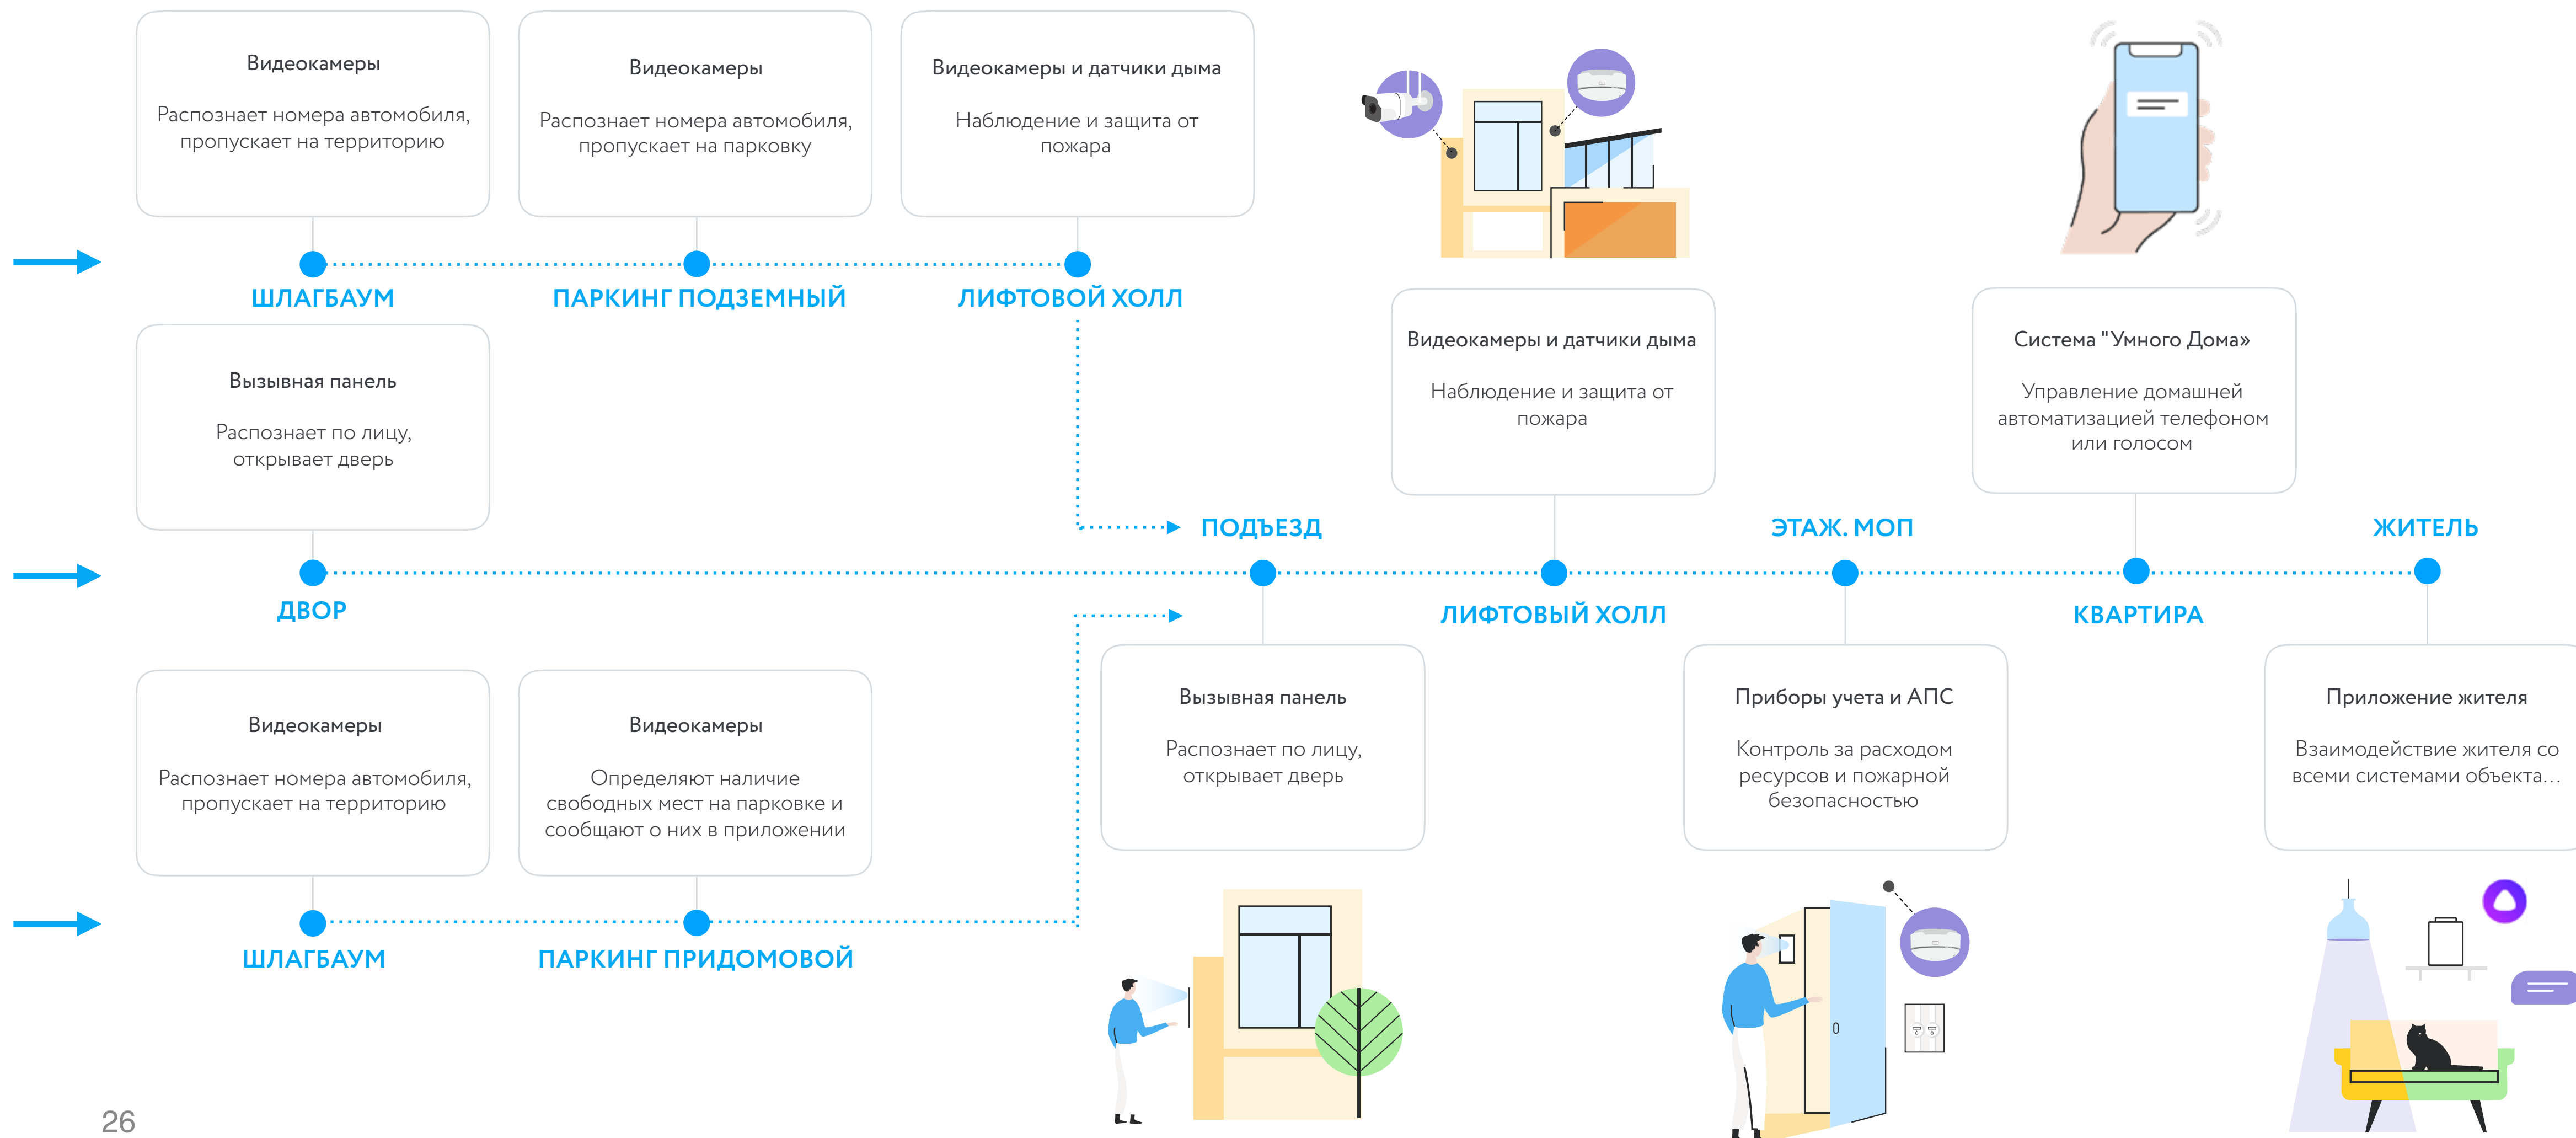 Видеокамеры
Распознает номера автомобиля,
пропускает на территорию
Видеокамеры
Распознает номера автомобиля,
пропускает на парковку
Видеокамеры и датчики дыма
Наблюдение и защита от
пожара
ШЛАГБАУМ
ПАРКИНГ ПОДЗЕМНЫЙ
ЛИФТОВОЙ ХОЛЛ
Вызывная панель
Распознает по лицу,
открывает дверь
Видеокамеры и датчики дыма
Наблюдение и защита от
пожара
Система "Умного Дома»
Управление домашней
автоматизацией телефоном
или голосом
ПОДЪЕЗД
ЭТАЖ. МОП
ЖИТЕЛЬ
ДВОР
ЛИФТОВЫЙ ХОЛЛ
КВАРТИРА
Видеокамеры
Распознает номера автомобиля,
пропускает на территорию
Видеокамеры
Определяют наличие
свободных мест на парковке и
сообщают о них в приложении
Вызывная панель
Распознает по лицу,
открывает дверь
Приборы учета и АПС
Контроль за расходом
ресурсов и пожарной
безопасностью
Приложение жителя
Взаимодействие жителя со
всеми системами объекта...
ШЛАГБАУМ
ПАРКИНГ ПРИДОМОВОЙ
26